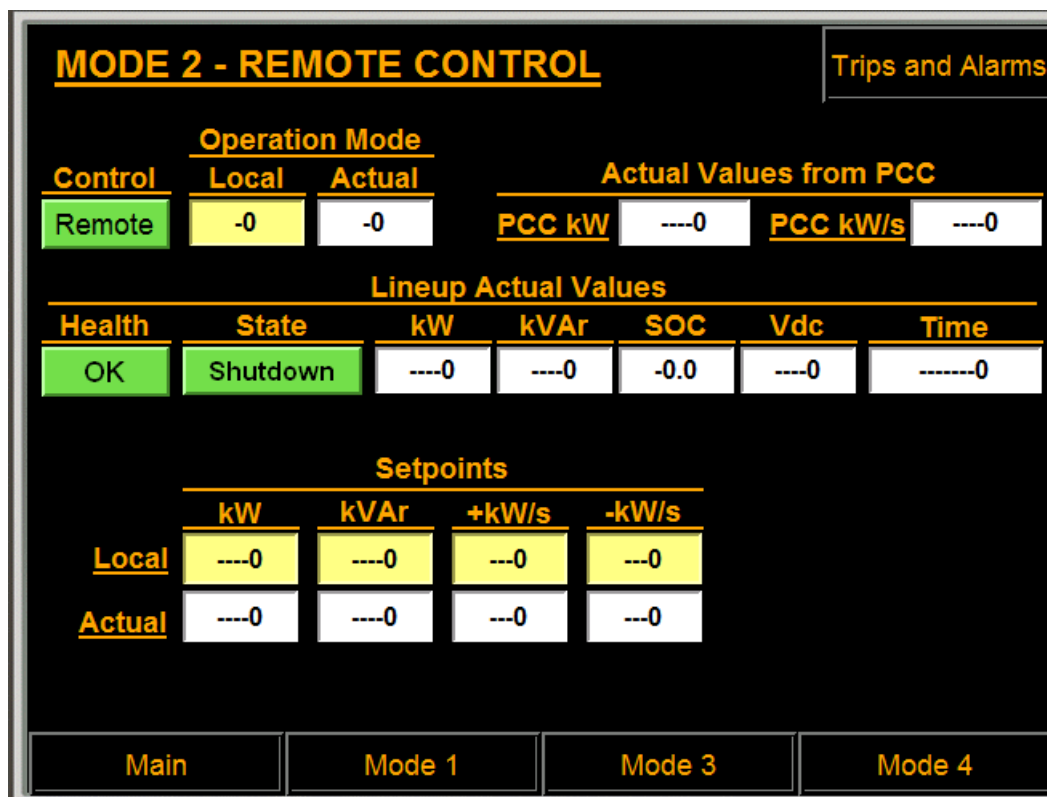 MODE 2 - REMOTE CONTROL
Trips and Alarms
Operation Mode
Control Local Actual
Actual Values from PCC
Remote -0 -0 PCC kW ----0 PCC kW/s ----0
Lineup Actual Values
Health State kW kVAr SOC Vdc Time
OK Shutdown ----0 ----0 -0.0 ----0 -------0
Setpoints
kW kVAr +kW/s -kW/s
Local ----0 ----0 ---0 ---0
Actual ----0 ----0 ---0 ---0
Main Mode 1 Mode 3 Mode 4